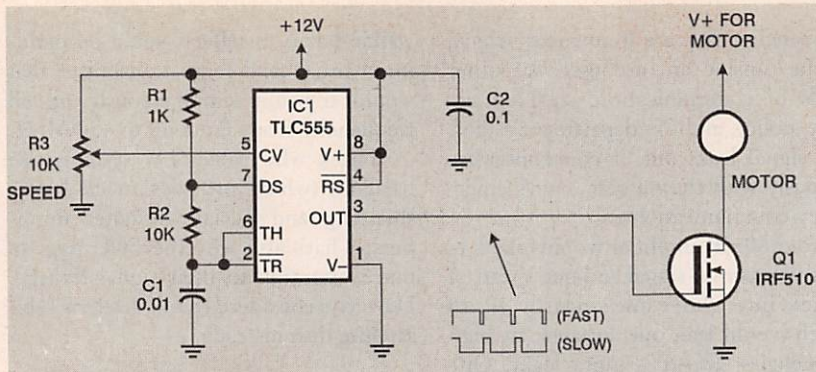 +12V
V+ FOR
MOTOR
R1
1K
IC1
TLC555
C2
0.1
R3
10K
SPEED
5 CV
V+ 8
7 DS
RS 4
R2
10K
OUT 3
6 TH
2 TR
V- 1
C1
0.01
MOTOR
Q1
IRF510
(FAST)
(SLOW)